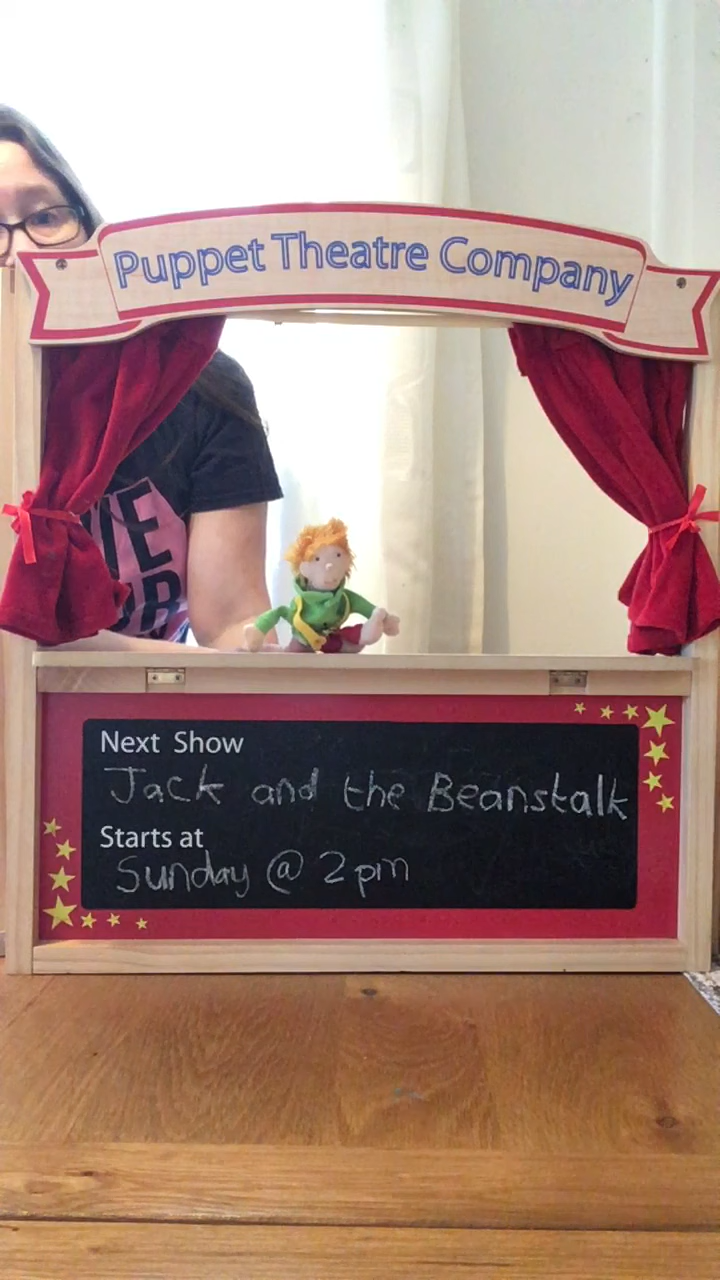 Puppet Theatre Company
Next Show
Jack and the Beanstalk
Starts at
Sunday @ 2pm